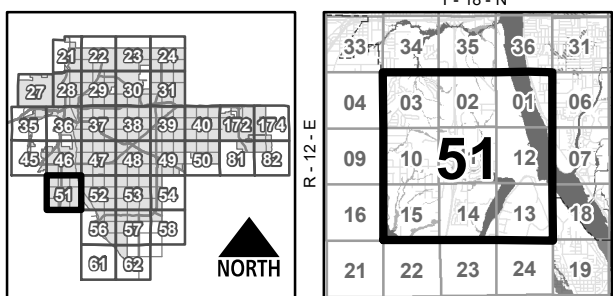 T - 18 - N
21 22 23 24
27 28 29 30 31
35 36 37 38 39 40 172 174
45 46 47 48 49 50 81 82
51 52 53 54
56 57 58
61 62
NORTH
R - 12 - E
33 34 35 36 31
04 03 02 01 06
09 10 51 12 07
16 15 14 13 18
21 22 23 24 19